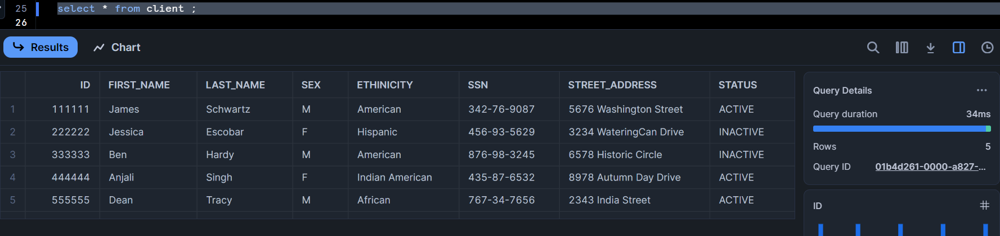 25 select * from client ;
26
Results Chart
ID FIRST_NAME LAST_NAME SEX ETHINICITY SSN STREET_ADDRESS STATUS
1 111111 James Schwartz M American 342-76-9087 5676 Washington Street ACTIVE
2 222222 Jessica Escobar F Hispanic 456-93-5629 3234 WateringCan Drive INACTIVE
3 333333 Ben Hardy M American 876-98-3245 6578 Historic Circle INACTIVE
4 444444 Anjali Singh F Indian American 435-87-6532 8978 Autumn Day Drive ACTIVE
5 555555 Dean Tracy M African 767-34-7656 2343 India Street ACTIVE
Query Details ...
Query duration 34ms
Rows 5
Query ID 01b4d261-0000-a827-...
ID #